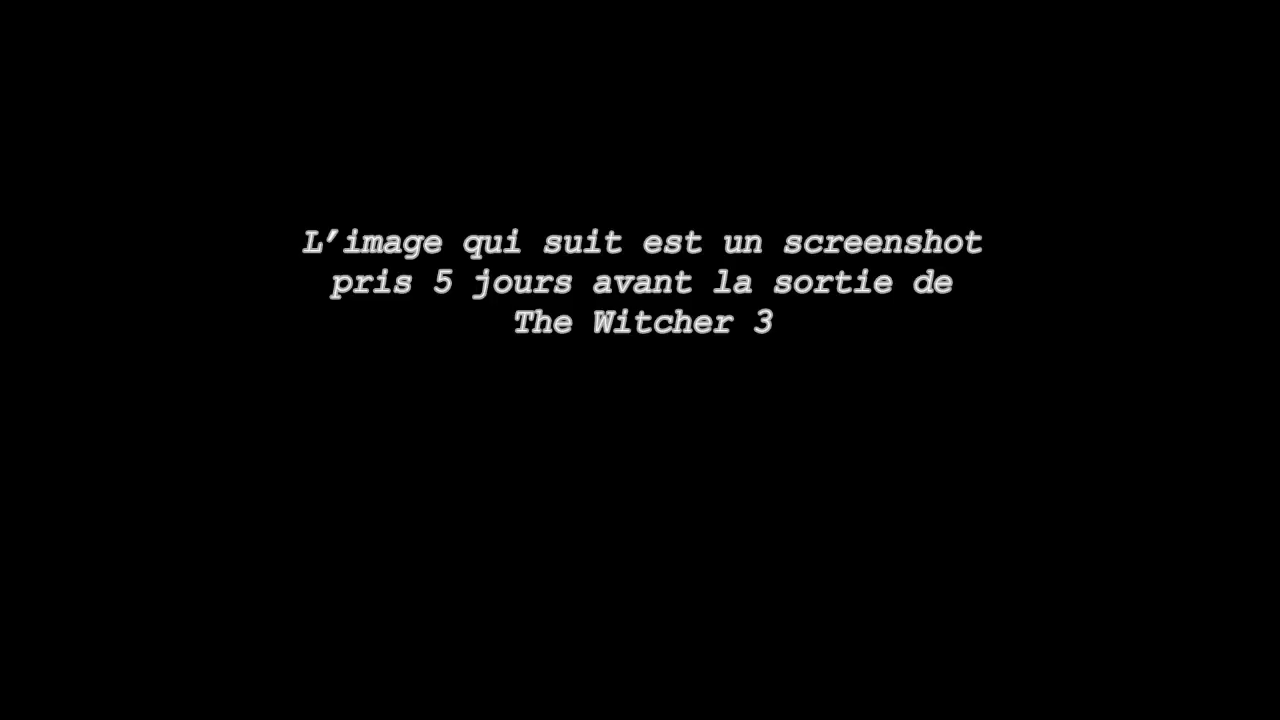 L’image qui suit est un screenshot
pris 5 jours avant la sortie de
The Witcher 3